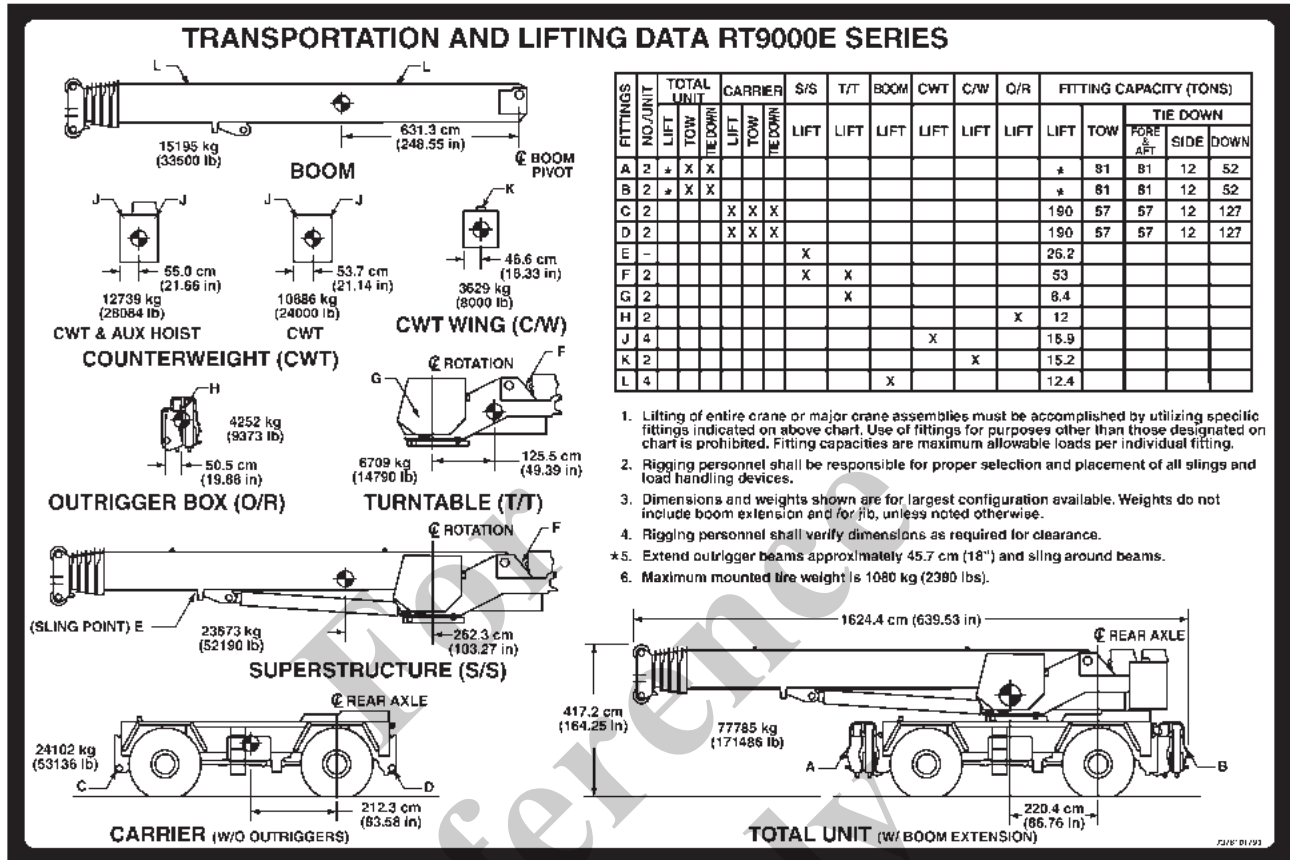 TRANSPORTATION AND LIFTING DATA RT9000E SERIES
L
L
15195 kg
(33500 lb)
631.3 cm
(248.55 in)
BOOM
℄ BOOM
PIVOT
J
J
55.0 cm
(21.66 in)
12739 kg
(28084 lb)
CWT & AUX HOIST
J
J
53.7 cm
(21.14 in)
10886 kg
(24000 lb)
CWT
COUNTERWEIGHT (CWT)
K
46.6 cm
(18.33 in)
3629 kg
(8000 lb)
CWT WING (C/W)
H
4252 kg
(9373 lb)
50.5 cm
(19.88 in)
OUTRIGGER BOX (O/R)
℄ ROTATION
F
G
6709 kg
(14790 lb)
125.5 cm
(49.39 in)
TURNTABLE (T/T)
℄ ROTATION
F
(SLING POINT) E
23673 kg
(52190 lb)
262.3 cm
(103.27 in)
SUPERSTRUCTURE (S/S)
℄ REAR AXLE
24102 kg
(53136 lb)
C
D
212.3 cm
(83.58 in)
CARRIER (W/O OUTRIGGERS)
FITTINGS NO./UNIT TOTAL UNIT CARRIER S/S T/T BOOM CWT C/W O/R FITTING CAPACITY (TONS)
LIFT TOW TIE DOWN LIFT TOW TIE DOWN LIFT LIFT LIFT LIFT LIFT LIFT LIFT TOW TIE DOWN
FORE & AFT SIDE DOWN
A 2 * X X * 81 81 12 52
B 2 * X X * 81 81 12 52
C 2 X X X 190 57 57 12 127
D 2 X X X 190 57 57 12 127
E – X 26.2
F 2 X X 53
G 2 X 8.4
H 2 X 12
J 4 X 15.9
K 2 X 15.2
L 4 X 12.4
1. Lifting of entire crane or major crane assemblies must be accomplished by utilizing specific
fittings indicated on above chart. Use of fittings for purposes other than those designated on
chart is prohibited. Fitting capacities are maximum allowable loads per individual fitting.
2. Rigging personnel shall be responsible for proper selection and placement of all slings and
load handling devices.
3. Dimensions and weights shown are for largest configuration available. Weights do not
include boom extension and /or jib, unless noted otherwise.
4. Rigging personnel shall verify dimensions as required for clearance.
*5. Extend outrigger beams approximately 45.7 cm (18") and sling around beams.
6. Maximum mounted tire weight is 1080 kg (2380 lbs).
1624.4 cm (639.53 in)
℄ REAR AXLE
417.2 cm
(164.25 in)
77785 kg
(171486 lb)
A
B
220.4 cm
(86.76 in)
TOTAL UNIT (W/ BOOM EXTENSION)
For